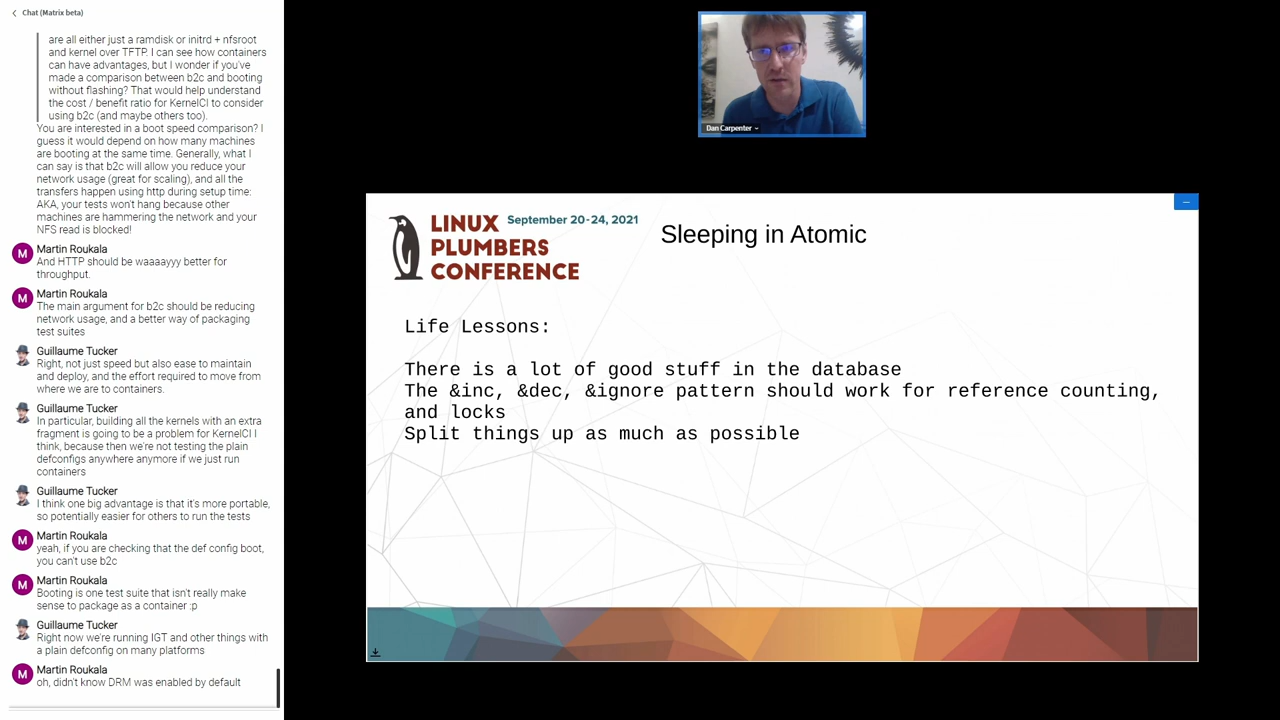 Chat (Matrix beta)
are all either just a ramdisk or initrd + nfsroot
and kernel over TFTP. I can see how containers
can have advantages, but I wonder if you've
made a comparison between b2c and booting
without flashing? That would help understand
the cost / benefit ratio for KernelCI to consider
using b2c (and maybe others too).
You are interested in a boot speed comparison? I
guess it would depend on how many machines
are booting at the same time. Generally, what I
can say is that b2c will allow you reduce your
network usage (great for scaling), and all the
transfers happen using http during setup time:
AKA, your tests won't hang because other
machines are hammering the network and your
NFS read is blocked!
M
Martin Roukala
And HTTP should be waaaayyy better for
throughput.
M
Martin Roukala
The main argument for b2c should be reducing
network usage, and a better way of packaging
test suites
Guillaume Tucker
Right, not just speed but also ease to maintain
and deploy, and the effort required to move from
where we are to containers.
Guillaume Tucker
In particular, building all the kernels with an extra
fragment is going to be a problem for KernelCI I
think, because then we're not testing the plain
defconfigs anywhere anymore if we just run
containers
Guillaume Tucker
I think one big advantage is that it's more portable,
so potentially easier for others to run the tests
M
Martin Roukala
yeah, if you are checking that the def config boot,
you can't use b2c
M
Martin Roukala
Booting is one test suite that isn't really make
sense to package as a container :p
Guillaume Tucker
Right now we're running IGT and other things with
a plain defconfig on many platforms
M
Martin Roukala
oh, didn't know DRM was enabled by default
Dan Carpenter
LINUX
PLUMBERS
CONFERENCE
September 20-24, 2021
Sleeping in Atomic
Life Lessons:
There is a lot of good stuff in the database
The &inc, &dec, &ignore pattern should work for reference counting,
and locks
Split things up as much as possible